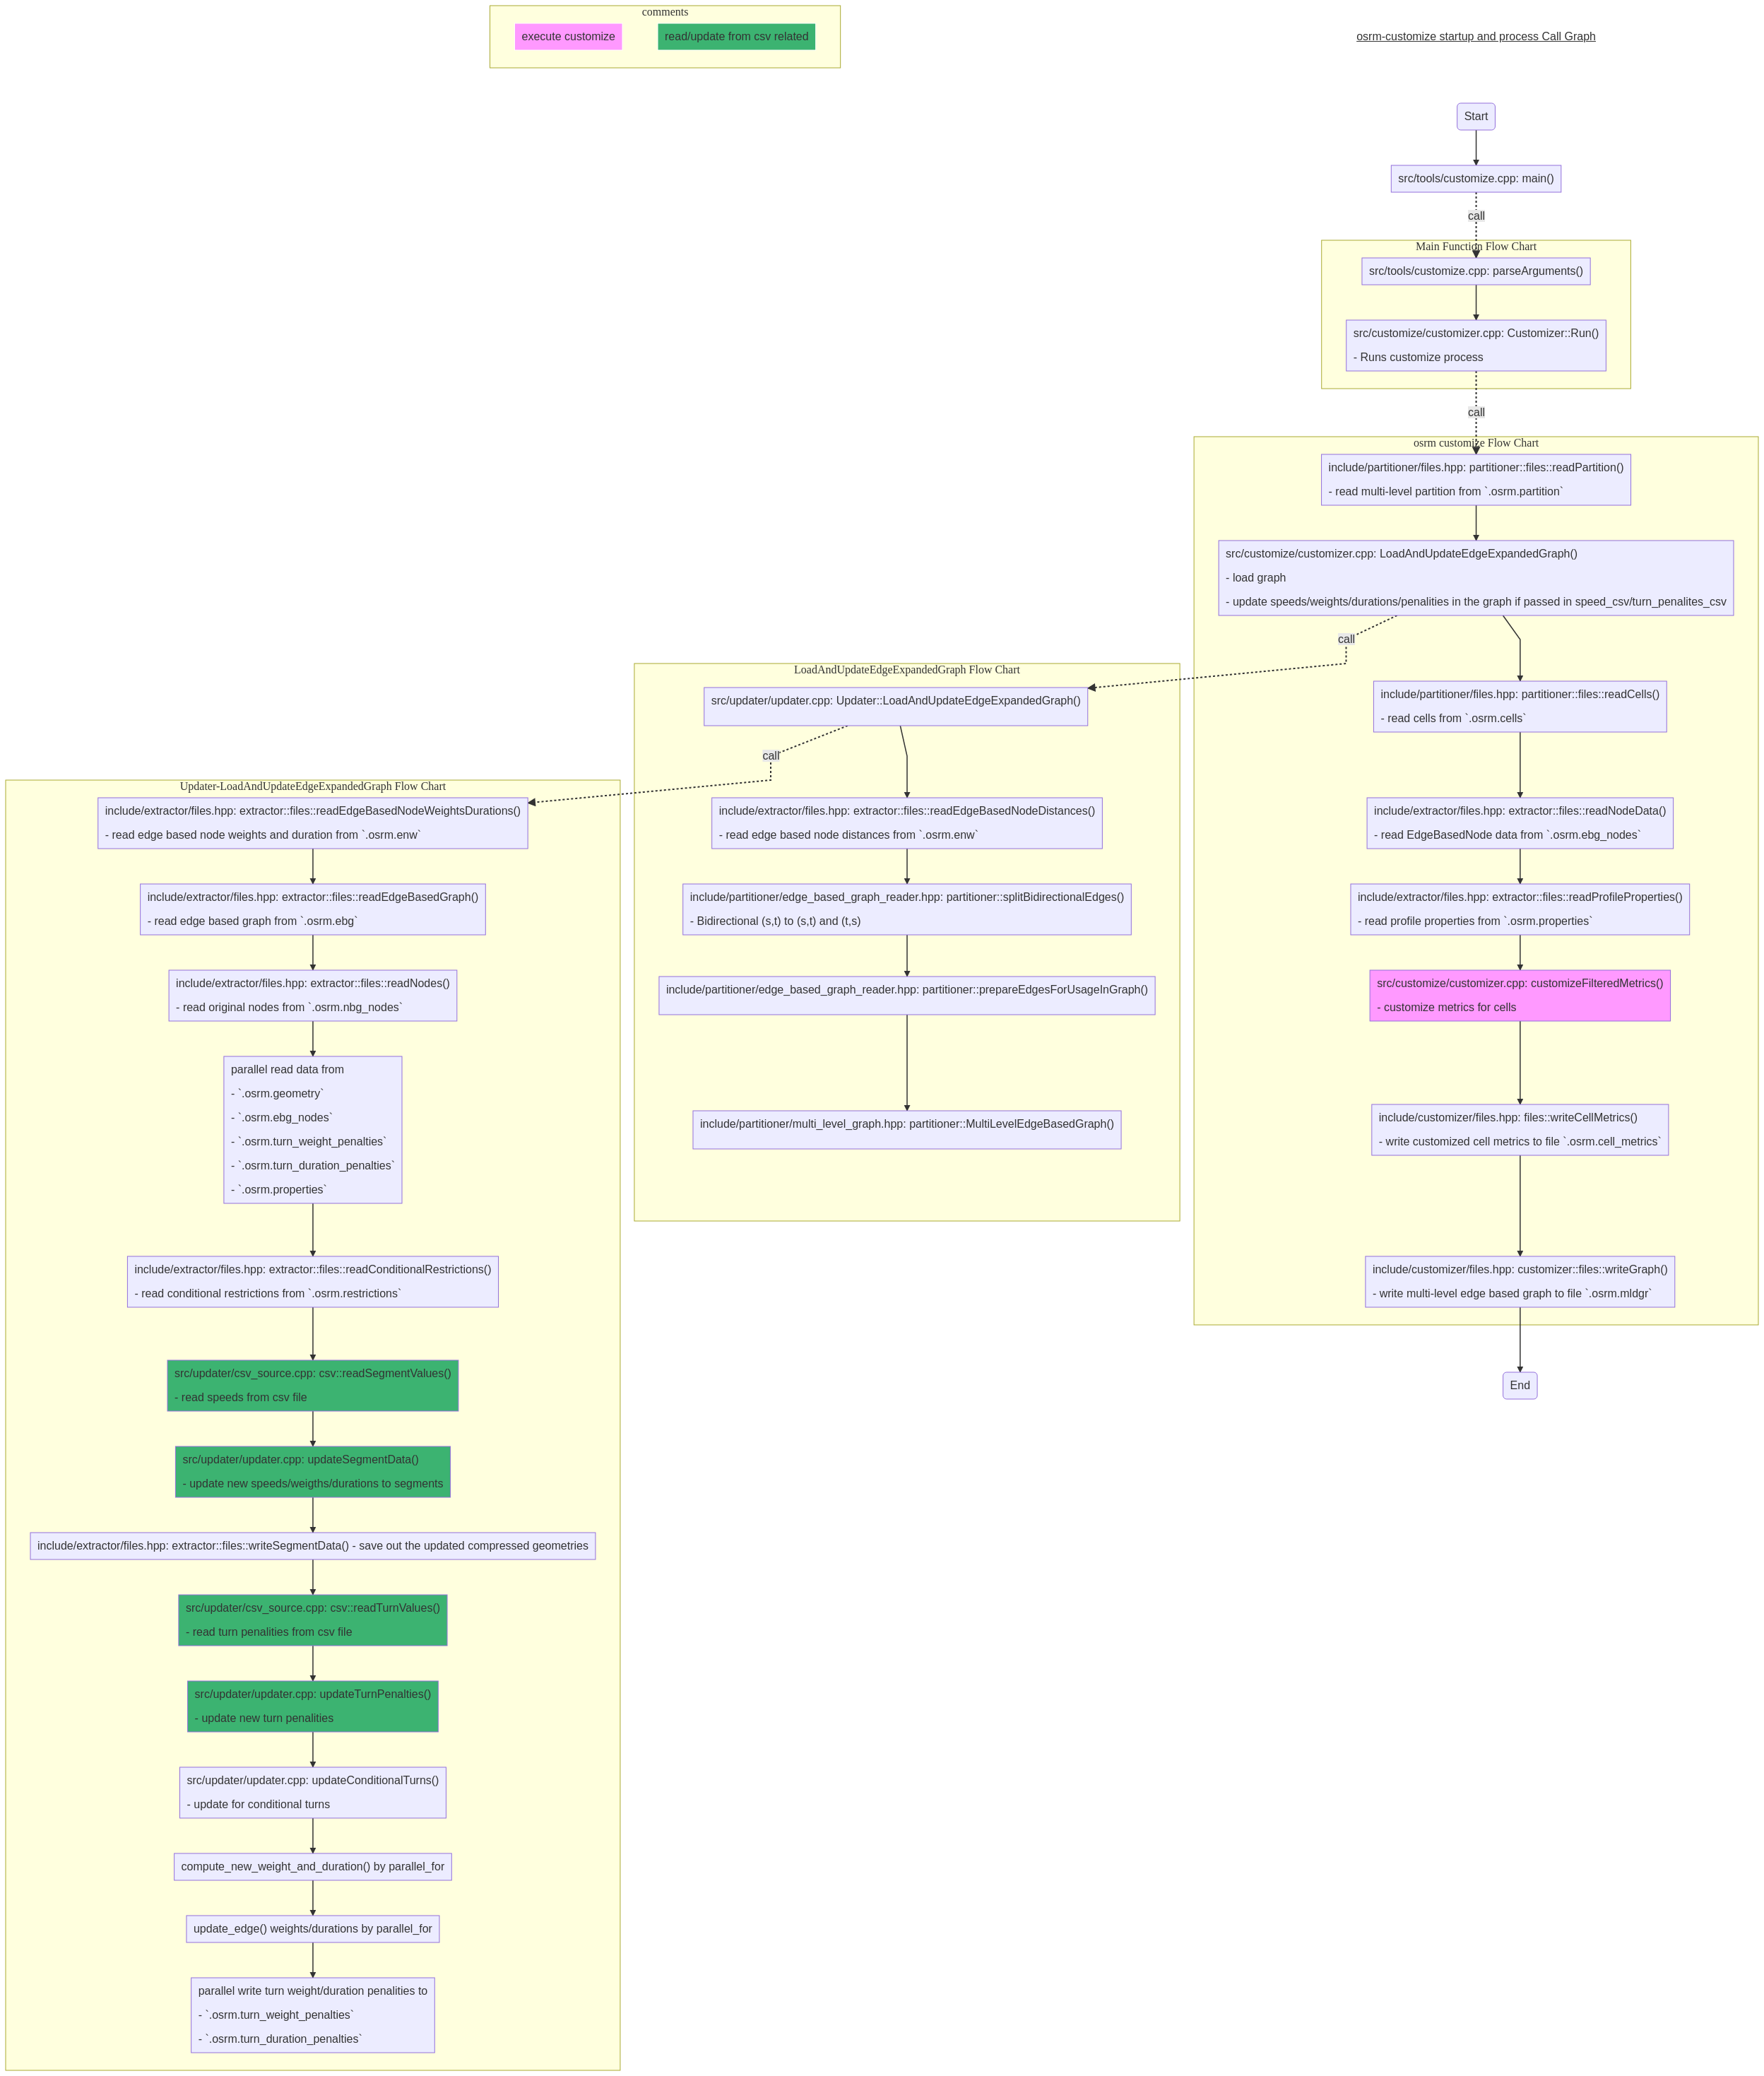 comments
execute customize
read/update from csv related
osrm-customize startup and process Call Graph
Start
src/tools/customize.cpp: main()
call
Main Function Flow Chart
src/tools/customize.cpp: parseArguments()
src/customize/customizer.cpp: Customizer::Run()
- Runs customize process
call
osrm customize Flow Chart
include/partitioner/files.hpp: partitioner::files::readPartition()
- read multi-level partition from `.osrm.partition`
src/customize/customizer.cpp: LoadAndUpdateEdgeExpandedGraph()
- load graph
- update speeds/weights/durations/penalities in the graph if passed in speed_csv/turn_penalites_csv
call
include/partitioner/files.hpp: partitioner::files::readCells()
- read cells from `.osrm.cells`
include/extractor/files.hpp: extractor::files::readNodeData()
- read EdgeBasedNode data from `.osrm.ebg_nodes`
include/extractor/files.hpp: extractor::files::readProfileProperties()
- read profile properties from `.osrm.properties`
src/customize/customizer.cpp: customizeFilteredMetrics()
- customize metrics for cells
include/customizer/files.hpp: files::writeCellMetrics()
- write customized cell metrics to file `.osrm.cell_metrics`
include/customizer/files.hpp: customizer::files::writeGraph()
- write multi-level edge based graph to file `.osrm.mldgr`
End
LoadAndUpdateEdgeExpandedGraph Flow Chart
src/updater/updater.cpp: Updater::LoadAndUpdateEdgeExpandedGraph()
call
include/extractor/files.hpp: extractor::files::readEdgeBasedNodeDistances()
- read edge based node distances from `.osrm.enw`
include/partitioner/edge_based_graph_reader.hpp: partitioner::splitBidirectionalEdges()
- Bidirectional (s,t) to (s,t) and (t,s)
include/partitioner/edge_based_graph_reader.hpp: partitioner::prepareEdgesForUsageInGraph()
include/partitioner/multi_level_graph.hpp: partitioner::MultiLevelEdgeBasedGraph()
Updater-LoadAndUpdateEdgeExpandedGraph Flow Chart
include/extractor/files.hpp: extractor::files::readEdgeBasedNodeWeightsDurations()
- read edge based node weights and duration from `.osrm.enw`
include/extractor/files.hpp: extractor::files::readEdgeBasedGraph()
- read edge based graph from `.osrm.ebg`
include/extractor/files.hpp: extractor::files::readNodes()
- read original nodes from `.osrm.nbg_nodes`
parallel read data from
- `.osrm.geometry`
- `.osrm.ebg_nodes`
- `.osrm.turn_weight_penalties`
- `.osrm.turn_duration_penalties`
- `.osrm.properties`
include/extractor/files.hpp: extractor::files::readConditionalRestrictions()
- read conditional restrictions from `.osrm.restrictions`
src/updater/csv_source.cpp: csv::readSegmentValues()
- read speeds from csv file
src/updater/updater.cpp: updateSegmentData()
- update new speeds/weigths/durations to segments
include/extractor/files.hpp: extractor::files::writeSegmentData() - save out the updated compressed geometries
src/updater/csv_source.cpp: csv::readTurnValues()
- read turn penalities from csv file
src/updater/updater.cpp: updateTurnPenalties()
- update new turn penalities
src/updater/updater.cpp: updateConditionalTurns()
- update for conditional turns
compute_new_weight_and_duration() by parallel_for
update_edge() weights/durations by parallel_for
parallel write turn weight/duration penalities to
- `.osrm.turn_weight_penalties`
- `.osrm.turn_duration_penalties`